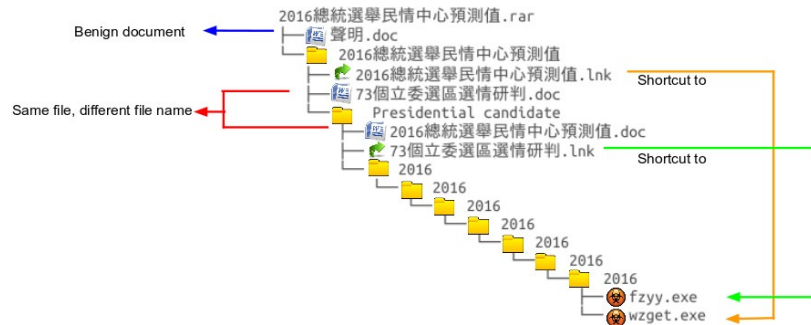 2016總統選舉民情中心預測值.rar
Benign document
聲明.doc
2016總統選舉民情中心預測值
2016總統選舉民情中心預測值.lnk
Shortcut to
73個立委選區選情研判.doc
Same file, different file name
Presidential candidate
2016總統選舉民情中心預測值.doc
73個立委選區選情研判.lnk
Shortcut to
2016
2016
2016
2016
2016
2016
2016
fzyy.exe
wzget.exe